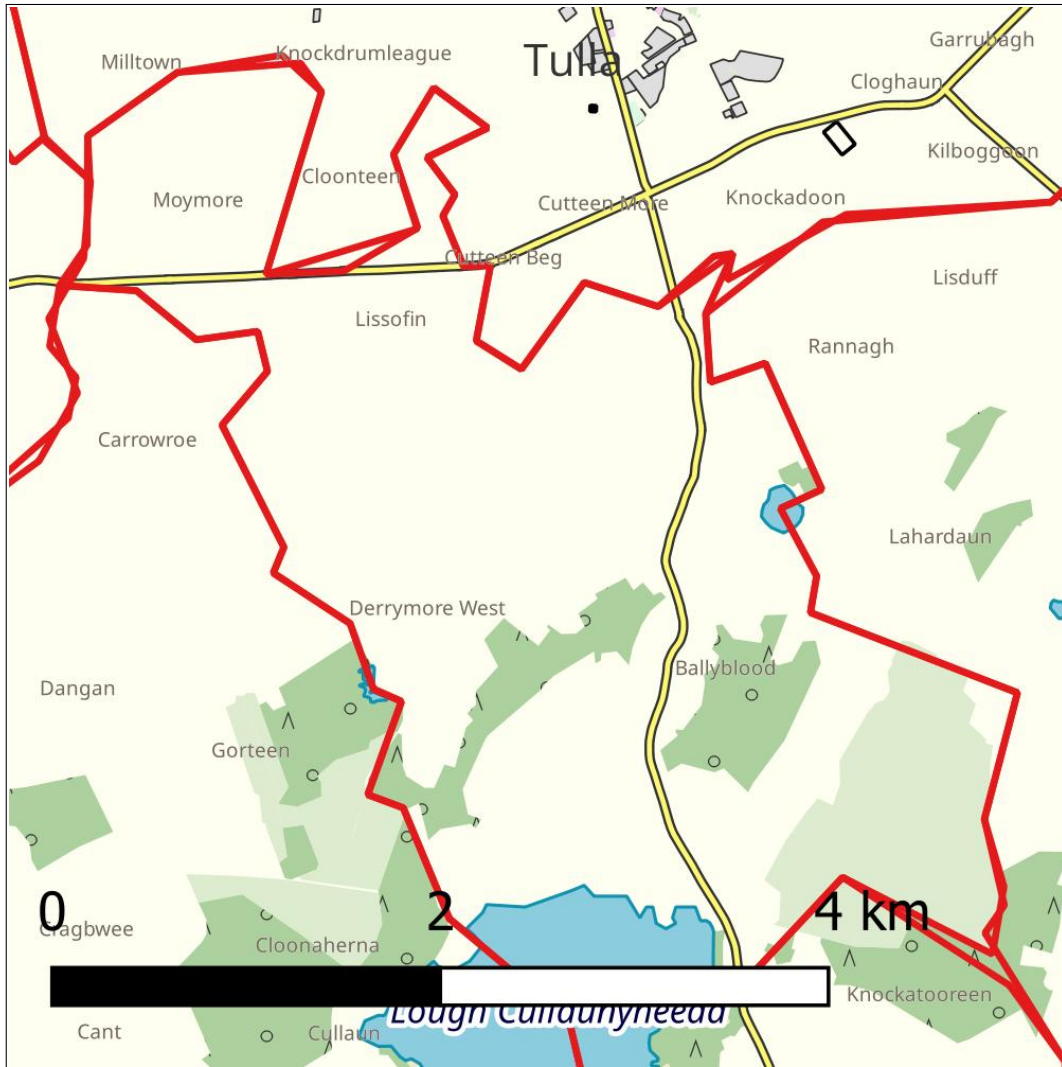 Garrubagh
Knockdrumleague
Milltown
Tulla
Cloghaun
Kilboggoon
Cloonteen
Moymore
Knockadoon
Cutteen More
Cutteen Beg
Lisduff
Lissofin
Rannagh
Carrowroe
Lahardaun
Derrymore West
Ballyblood
Dangan
Gorteen
0 2 4 km
Cragbwee
Cloonaherna
Knockatooreen
Lough Cullaunyheeda
Cant
Cullaun